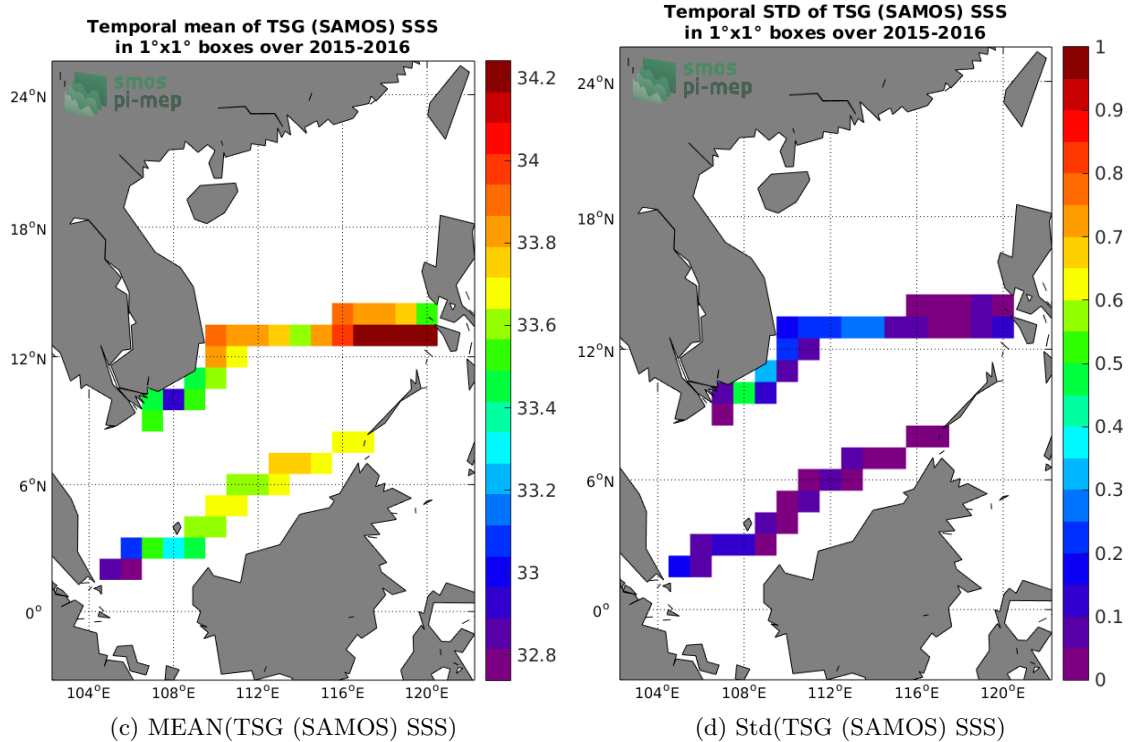 Temporal mean of TSG (SAMOS) SSS
in 1°x1° boxes over 2015-2016
smos
pi-mep
24°N
18°N
12°N
6°N
0°
104°E
108°E
112°E
116°E
120°E
34.2
34
33.8
33.6
33.4
33.2
33
32.8
(c) MEAN(TSG (SAMOS) SSS)
Temporal STD of TSG (SAMOS) SSS
in 1°x1° boxes over 2015-2016
smos
pi-mep
24°N
18°N
12°N
6°N
0°
104°E
108°E
112°E
116°E
120°E
1
0.9
0.8
0.7
0.6
0.5
0.4
0.3
0.2
0.1
0
(d) Std(TSG (SAMOS) SSS)